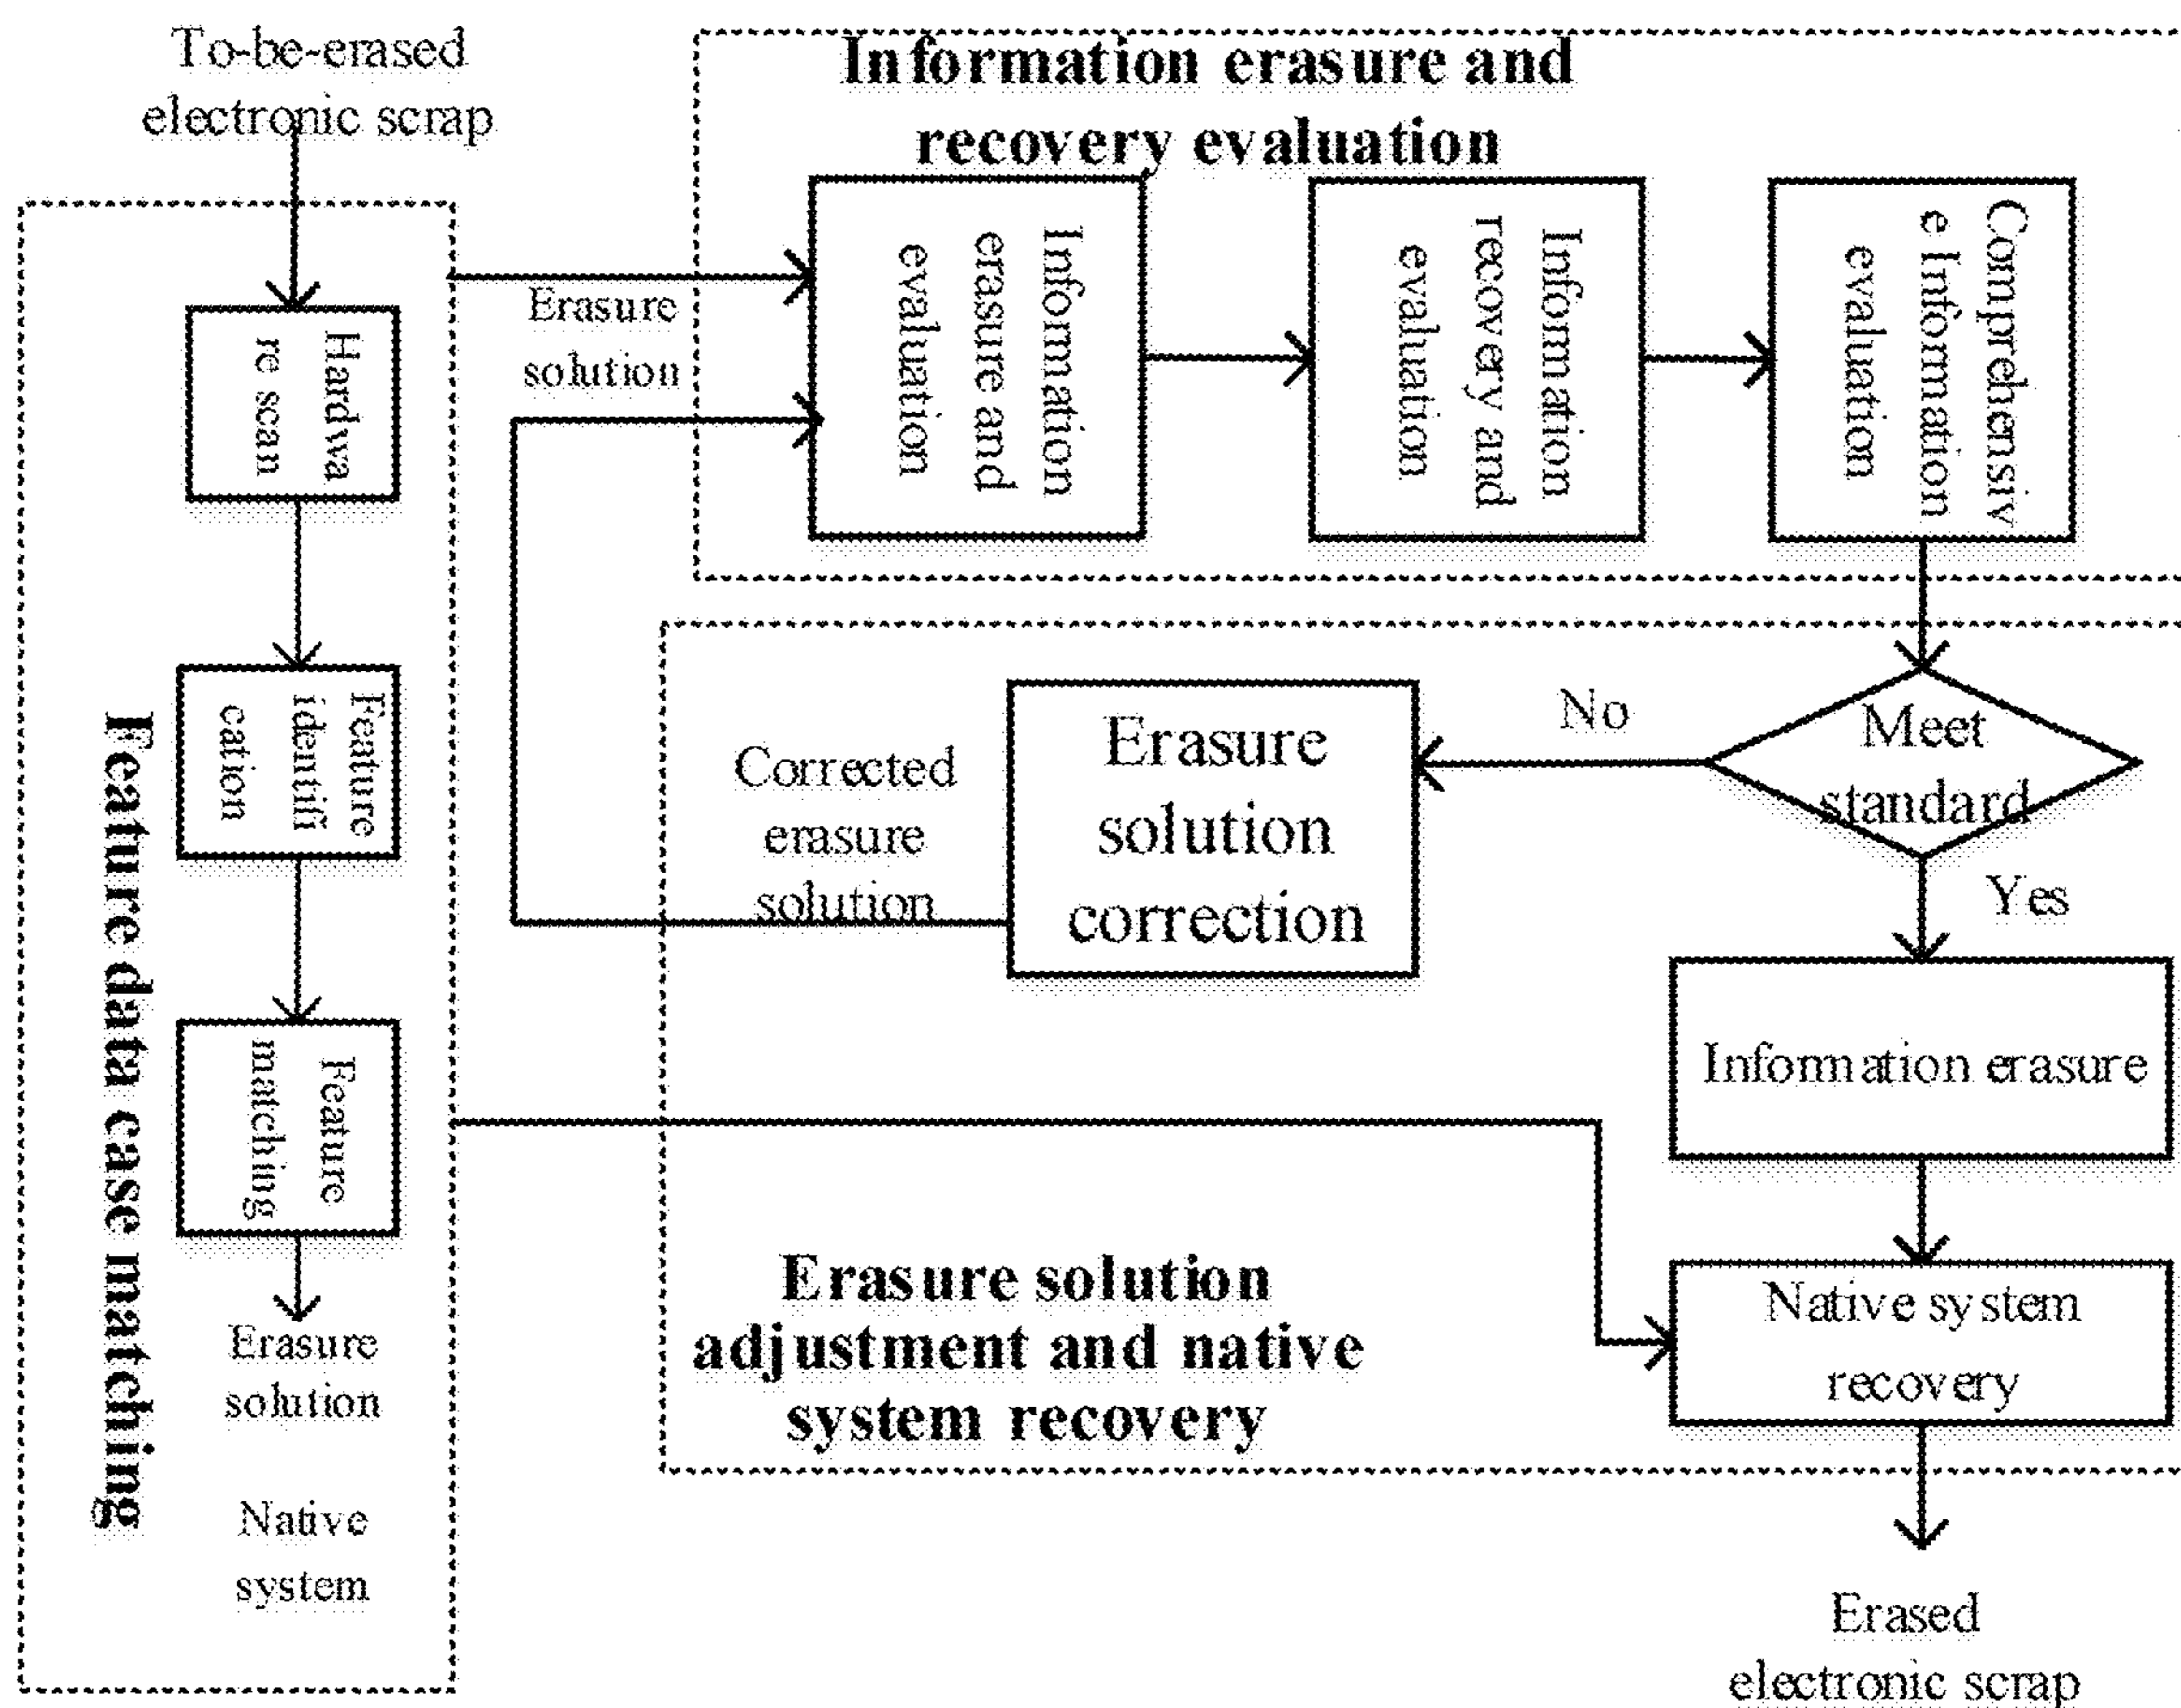 To-be-erased
electronic scrap
Feature data case matching
Hardwa
re scan
Feature
identifi
cation
Feature
matching
Erasure
solution
Native
system
Erasure
solution
Information erasure and
recovery evaluation
Information
erasure and
evaluation
Information
recovery and
evaluation
Comprehensiv
e Information
evaluation
Meet
standard
No
Yes
Erasure
solution
correction
Corrected
erasure
solution
Information erasure
Native system
recovery
Erasure solution
adjustment and native
system recovery
Erased
electronic scrap